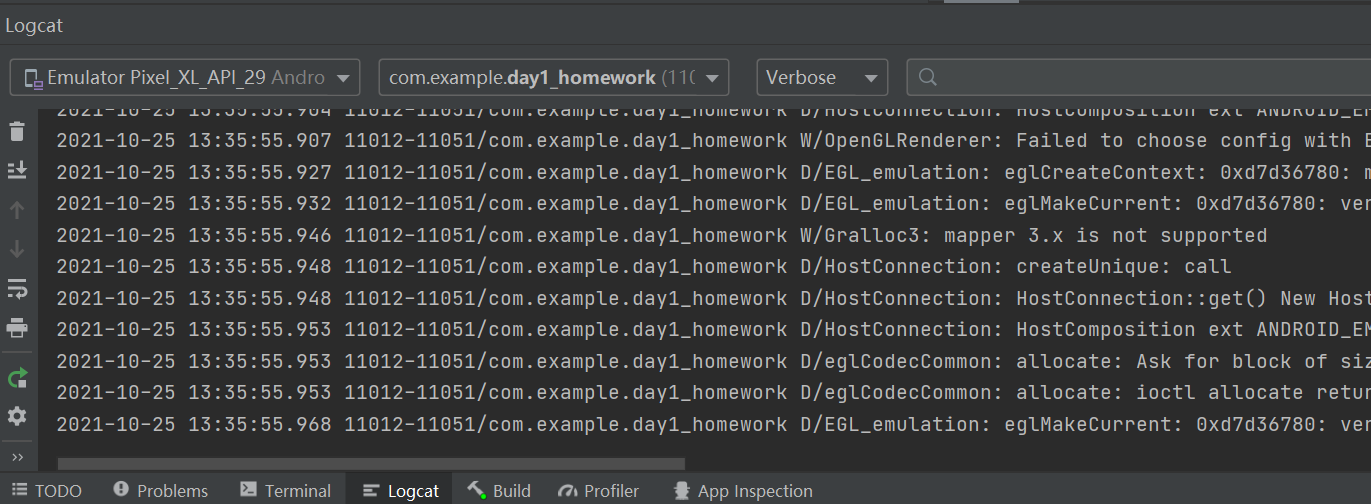 Logcat
Emulator Pixel_XL_API_29 Andro com.example.day1_homework (110 Verbose
2021-10-25 13:35:55.904 11012-11051/com.example.day1_homework D/HostConnection: HostComposition ext ANDROID_EM
2021-10-25 13:35:55.907 11012-11051/com.example.day1_homework W/OpenGLRenderer: Failed to choose config with E
2021-10-25 13:35:55.927 11012-11051/com.example.day1_homework D/EGL_emulation: eglCreateContext: 0xd7d36780: m
2021-10-25 13:35:55.932 11012-11051/com.example.day1_homework D/EGL_emulation: eglMakeCurrent: 0xd7d36780: ver
2021-10-25 13:35:55.946 11012-11051/com.example.day1_homework W/Gralloc3: mapper 3.x is not supported
2021-10-25 13:35:55.948 11012-11051/com.example.day1_homework D/HostConnection: createUnique: call
2021-10-25 13:35:55.948 11012-11051/com.example.day1_homework D/HostConnection: HostConnection::get() New Host
2021-10-25 13:35:55.953 11012-11051/com.example.day1_homework D/HostConnection: HostComposition ext ANDROID_EM
2021-10-25 13:35:55.953 11012-11051/com.example.day1_homework D/eglCodecCommon: allocate: Ask for block of siz
2021-10-25 13:35:55.953 11012-11051/com.example.day1_homework D/eglCodecCommon: allocate: ioctl allocate retur
2021-10-25 13:35:55.968 11012-11051/com.example.day1_homework D/EGL_emulation: eglMakeCurrent: 0xd7d36780: ver
TODO Problems Terminal Logcat Build Profiler App Inspection